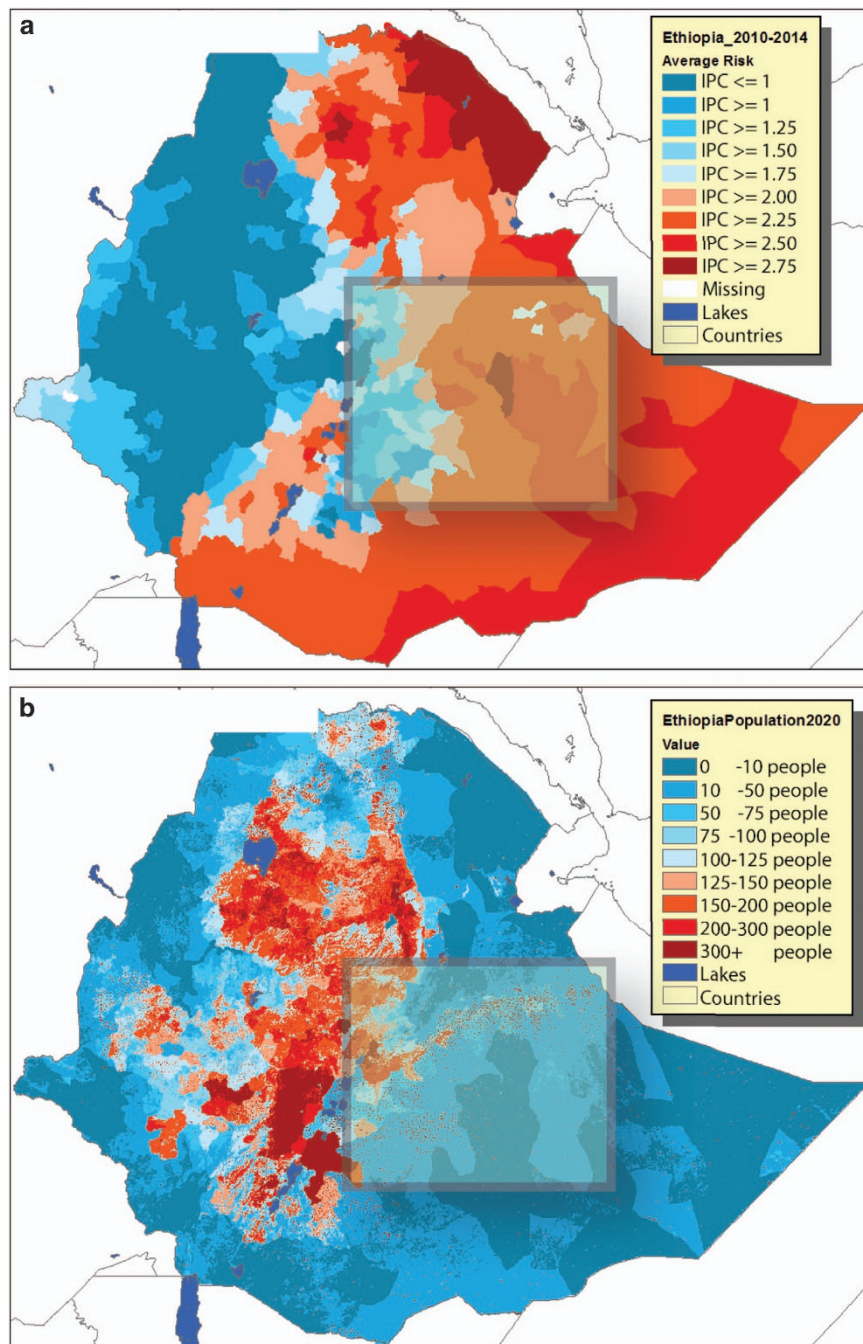 a
Ethiopia_2010-2014
Average Risk
IPC <= 1
IPC >= 1
IPC >= 1.25
IPC >= 1.50
IPC >= 1.75
IPC >= 2.00
IPC >= 2.25
IPC >= 2.50
IPC >= 2.75
Missing
Lakes
Countries
b
EthiopiaPopulation2020
Value
0 -10 people
10 -50 people
50 -75 people
75 -100 people
100-125 people
125-150 people
150-200 people
200-300 people
300+ people
Lakes
Countries